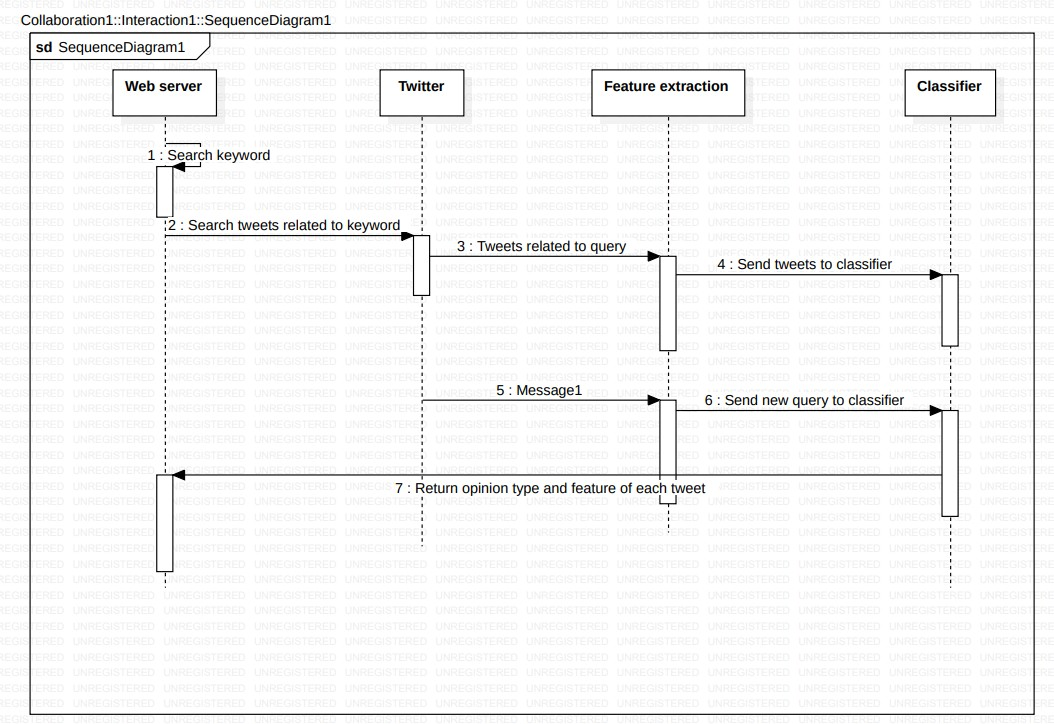 Collaboration1::Interaction1::SequenceDiagram1
sd SequenceDiagram1
Web server
Twitter
Feature extraction
Classifier
1 : Search keyword
2 : Search tweets related to keyword
3 : Tweets related to query
4 : Send tweets to classifier
5 : Message1
6 : Send new query to classifier
7 : Return opinion type and feature of each tweet
UNREGISTERED